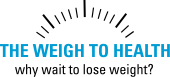 THE WEIGH TO HEALTH
why wait to lose weight?